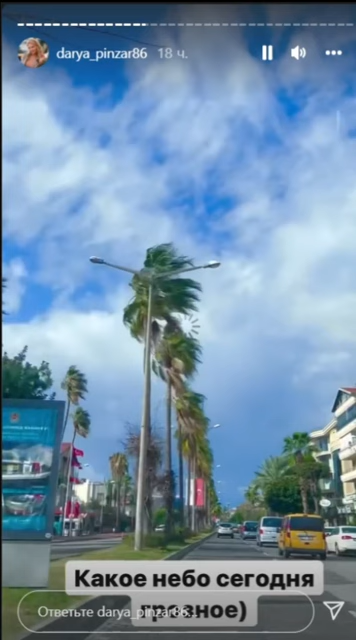 darya_pinzar86 18 ч.
Какое небо сегодня
Ответьте darya_pinzar86...